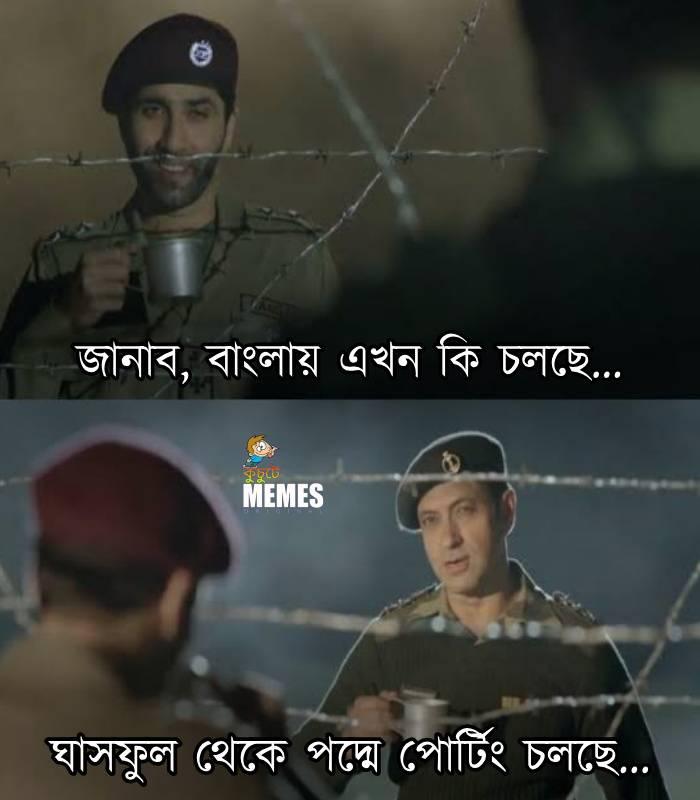 জানাব, বাংলায় এখন কি চলছে...
কুচুটে
MEMES
ঘাসফুল থেকে পদ্মে পোর্টিং চলছে...